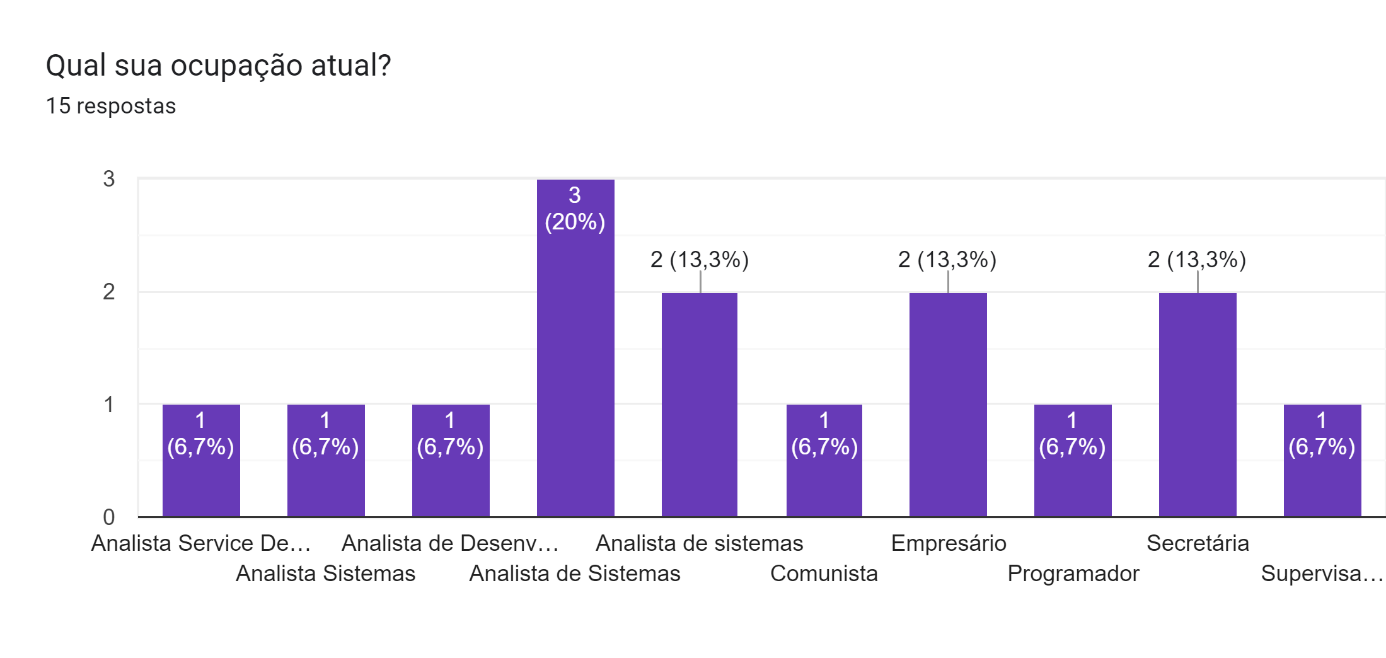 Qual sua ocupação atual?
15 respostas
3
2
1
0
1
(6,7%)
1
(6,7%)
1
(6,7%)
3
(20%)
2 (13,3%)
1
(6,7%)
2 (13,3%)
1
(6,7%)
2 (13,3%)
1
(6,7%)
Analista Service De…
Analista Sistemas
Analista de Desenv…
Analista de Sistemas
Analista de sistemas
Comunista
Empresário
Programador
Secretária
Supervisa…